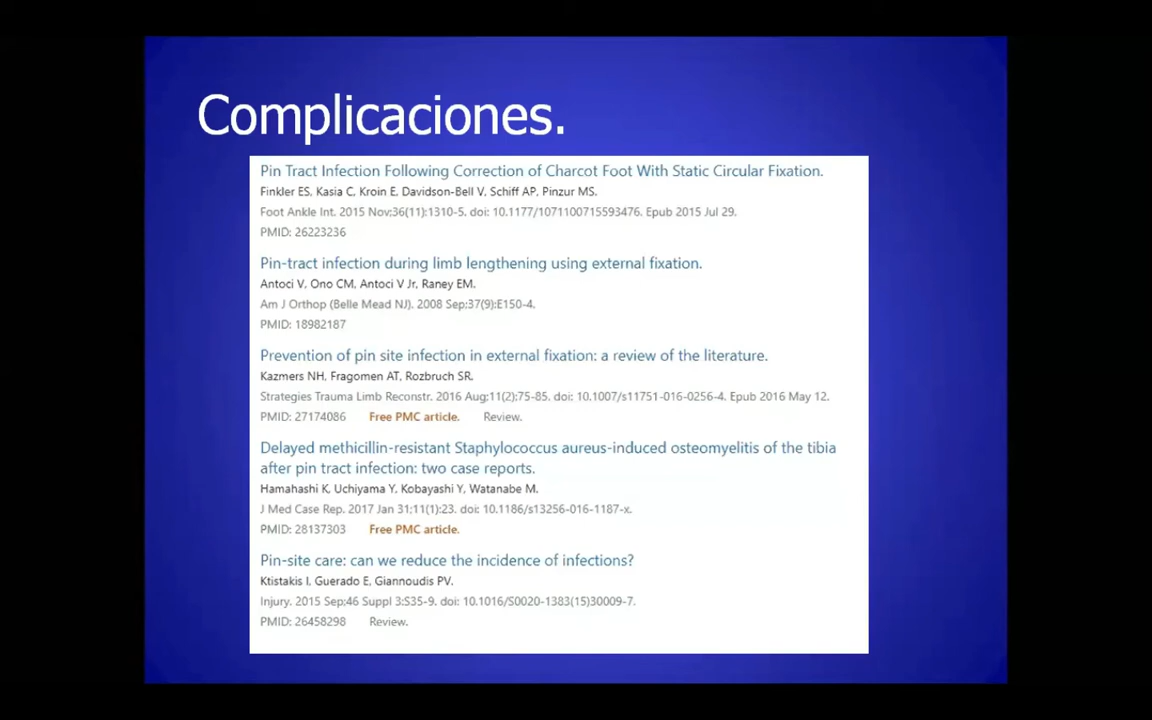 Complicaciones.
Pin Tract Infection Following Correction of Charcot Foot With Static Circular Fixation.
Finkler ES, Kasia C, Kroin E, Davidson-Bell V, Schiff AP, Pinzur MS.
Foot Ankle Int. 2015 Nov;36(11):1310-5. doi: 10.1177/1071100715593476. Epub 2015 Jul 29.
PMID: 26223236
Pin-tract infection during limb lengthening using external fixation.
Antoci V, Ono CM, Antoci V Jr, Raney EM.
Am J Orthop (Belle Mead NJ). 2008 Sep;37(9):E150-4.
PMID: 18982187
Prevention of pin site infection in external fixation: a review of the literature.
Kazmers NH, Fragomen AT, Rozbruch SR.
Strategies Trauma Limb Reconstr. 2016 Aug;11(2):75-85. doi: 10.1007/s11751-016-0256-4. Epub 2016 May 12.
PMID: 27174086 Free PMC article. Review.
Delayed methicillin-resistant Staphylococcus aureus-induced osteomyelitis of the tibia
after pin tract infection: two case reports.
Hamahashi K, Uchiyama Y, Kobayashi Y, Watanabe M.
J Med Case Rep. 2017 Jan 31;11(1):23. doi: 10.1186/s13256-016-1187-x.
PMID: 28137303 Free PMC article.
Pin-site care: can we reduce the incidence of infections?
Ktistakis I, Guerado E, Giannoudis PV.
Injury. 2015 Sep;46 Suppl 3:S35-9. doi: 10.1016/S0020-1383(15)30009-7.
PMID: 26458298 Review.